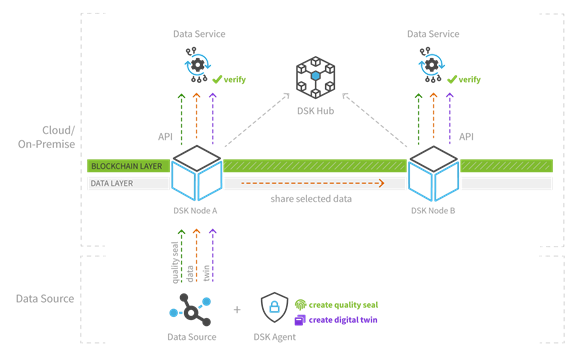 Data Service
Data Service
verify
verify
DSK Hub
API
API
Cloud/
On-Premise
BLOCKCHAIN LAYER
DATA LAYER
share selected data
DSK Node A
DSK Node B
quality seal
data
twin
Data Source
create quality seal
+
create digital twin
Data Source
DSK Agent